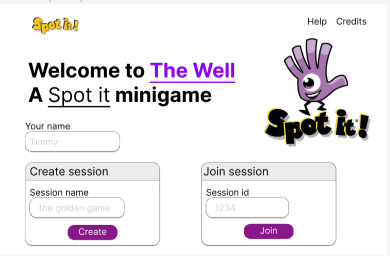 Spot it!
Help Credits
Welcome to The Well
A Spot it minigame
Spot it!
Your name
Timmy
Create session
Session name
the golden game
Create
Join session
Session id
1234
Join